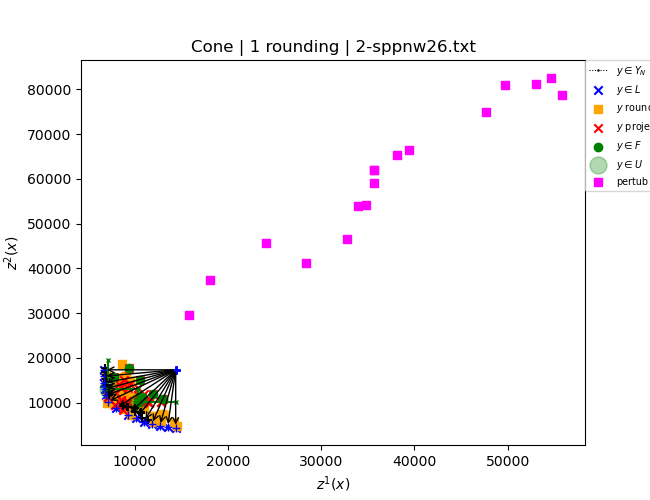 Cone | 1 rounding | 2-sppnw26.txt
z²(x)
80000
70000
60000
50000
40000
30000
20000
10000
10000 20000 30000 40000 50000
z¹(x)
y ∈ Y_N
y ∈ L
y roun
y proje
y ∈ F
y ∈ U
pertub